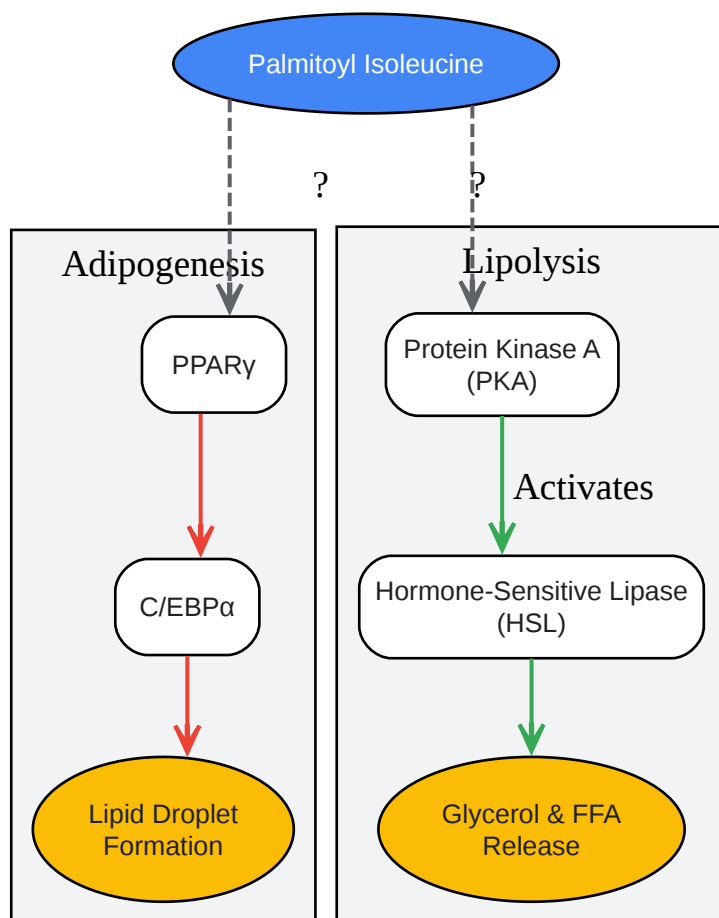 Palmitoyl Isoleucine
?
?
Adipogenesis
Lipolysis
PPARγ
Protein Kinase A
(PKA)
Activates
C/EBPα
Hormone-Sensitive Lipase
(HSL)
Lipid Droplet
Formation
Glycerol & FFA
Release